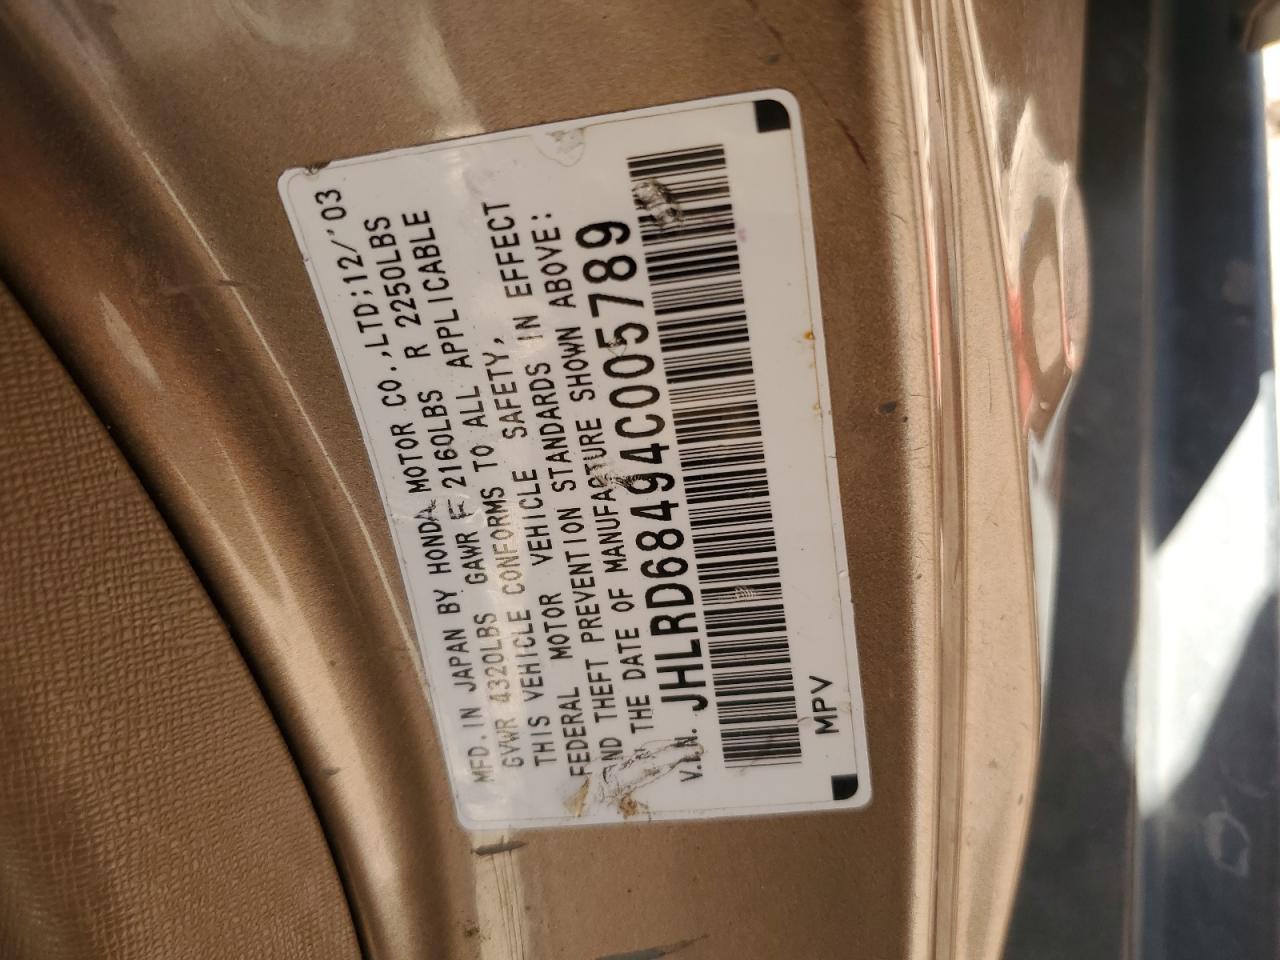 MFD. IN JAPAN BY HONDA MOTOR CO.,LTD;12/'03
GVWR 4320LBS GAWR F 2160LBS R 2250LBS
THIS VEHICLE CONFORMS TO ALL APPLICABLE
FEDERAL MOTOR VEHICLE SAFETY,
AND THEFT PREVENTION STANDARDS IN EFFECT
THE DATE OF MANUFACTURE SHOWN ABOVE:
V.I.N. JHLRD68494C005789
MPV